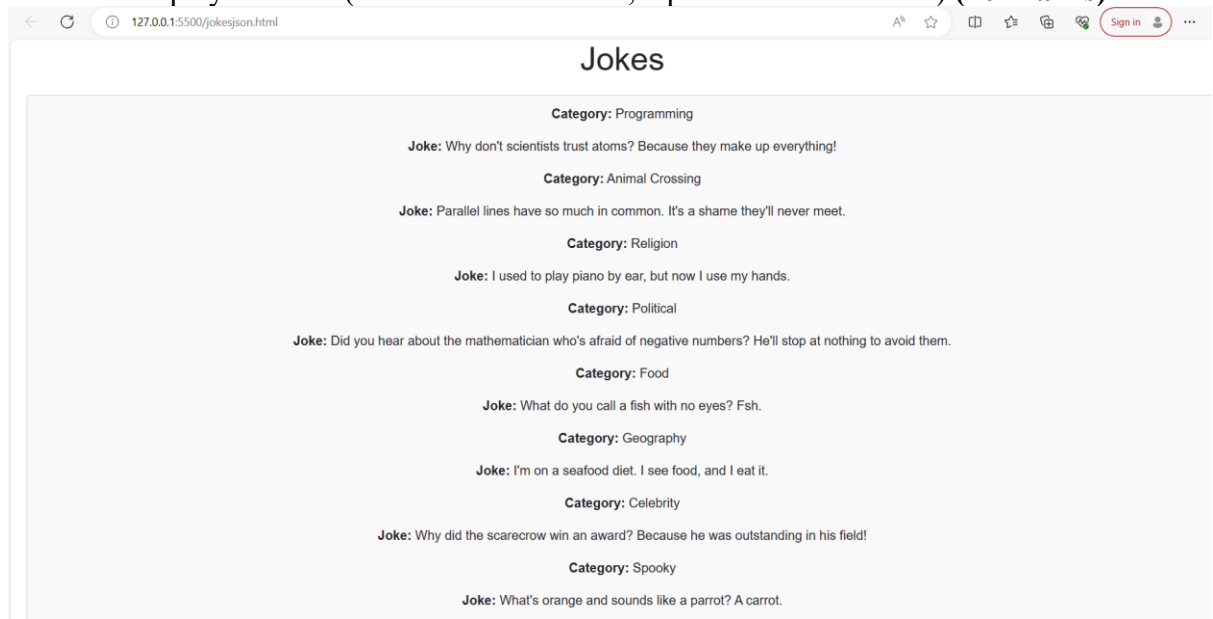 127.0.0.1:5500/jokesjson.html
Sign in
Jokes
Category: Programming
Joke: Why don't scientists trust atoms? Because they make up everything!
Category: Animal Crossing
Joke: Parallel lines have so much in common. It's a shame they'll never meet.
Category: Religion
Joke: I used to play piano by ear, but now I use my hands.
Category: Political
Joke: Did you hear about the mathematician who's afraid of negative numbers? He'll stop at nothing to avoid them.
Category: Food
Joke: What do you call a fish with no eyes? Fsh.
Category: Geography
Joke: I'm on a seafood diet. I see food, and I eat it.
Category: Celebrity
Joke: Why did the scarecrow win an award? Because he was outstanding in his field!
Category: Spooky
Joke: What's orange and sounds like a parrot? A carrot.